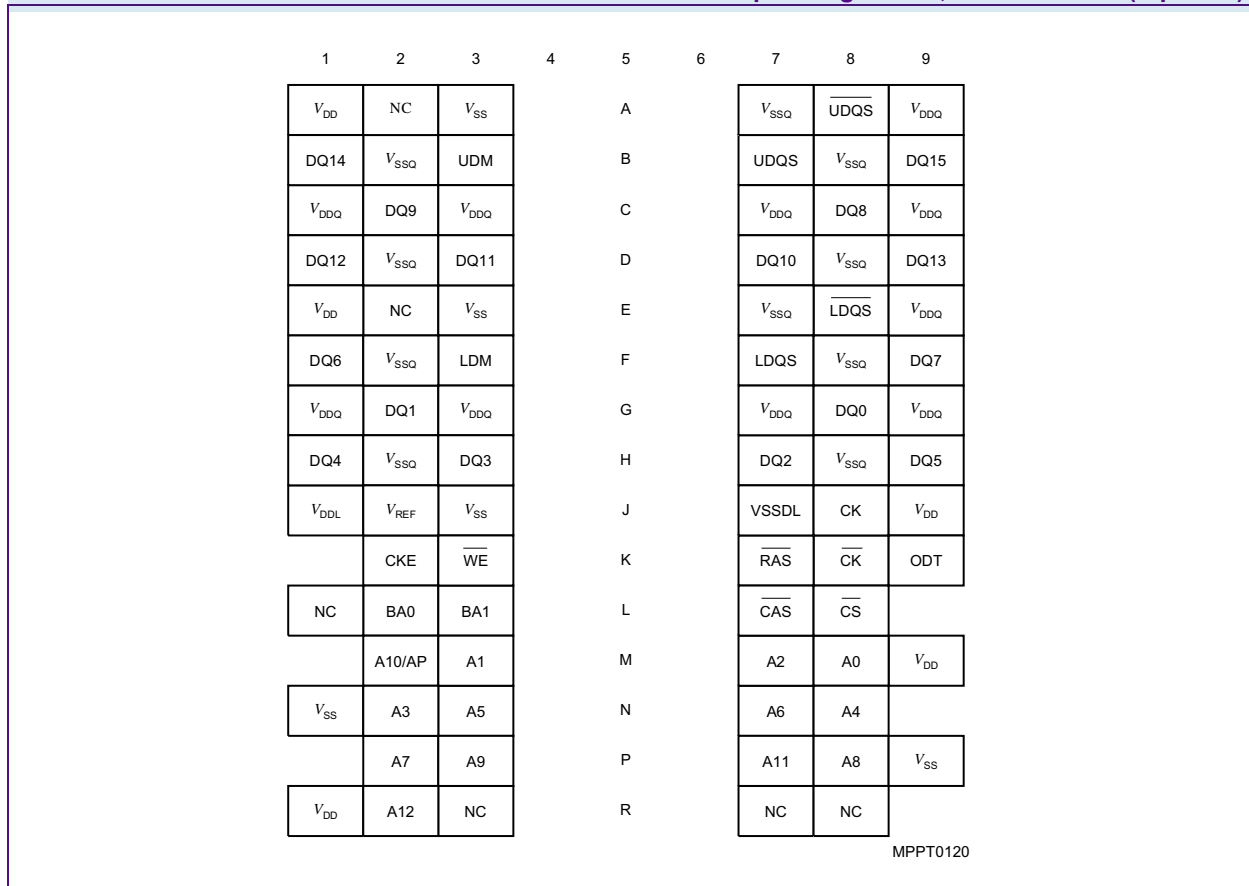 1 2 3 4 5 6 7 8 9
VDD NC VSS A VSSQ UDQS VDDQ
DQ14 VSSQ UDM B UDQS VSSQ DQ15
VDDQ DQ9 VDDQ C VDDQ DQ8 VDDQ
DQ12 VSSQ DQ11 D DQ10 VSSQ DQ13
VDD NC VSS E VSSQ LDQS VDDQ
DQ6 VSSQ LDM F LDQS VSSQ DQ7
VDDQ DQ1 VDDQ G VDDQ DQ0 VDDQ
DQ4 VSSQ DQ3 H DQ2 VSSQ DQ5
VDDL VREF VSS J VSSDL CK VDD
CKE WE K RAS CK ODT
NC BA0 BA1 L CAS CS
A10/AP A1 M A2 A0 VDD
VSS A3 A5 N A6 A4
A7 A9 P A11 A8 VSS
VDD A12 NC R NC NC
MPPT0120